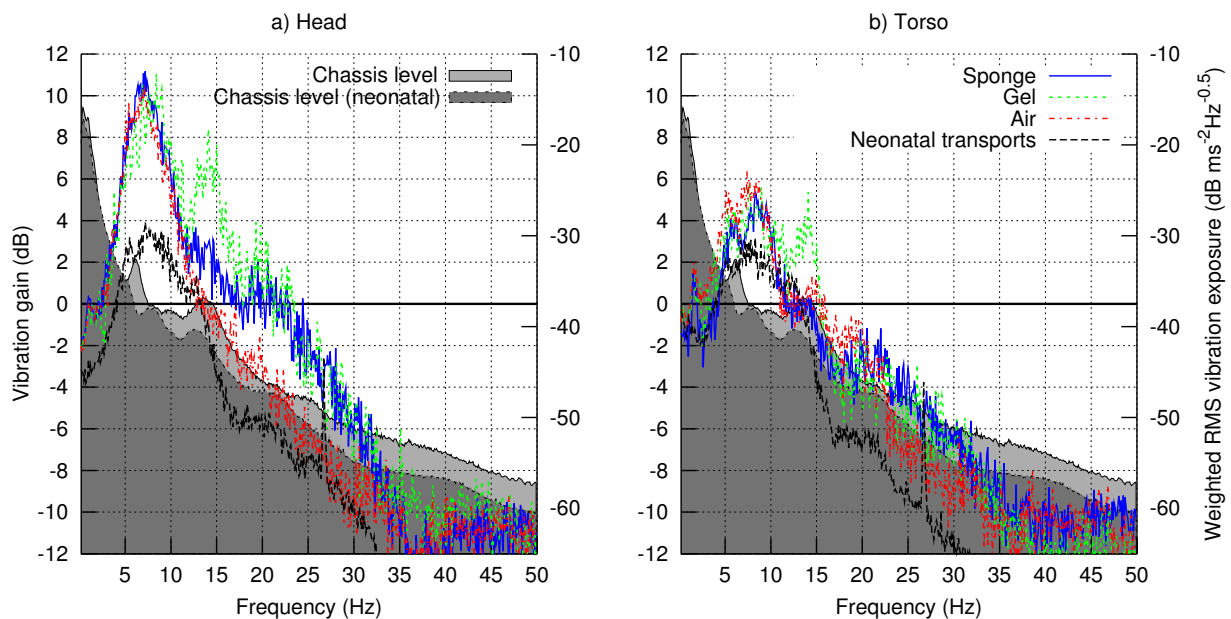 a) Head
b) Torso
12
10
8
6
4
2
0
-2
-4
-6
-8
-10
-12
-10
-20
-30
-40
-50
-60
Chassis level
Chassis level (neonatal)
Vibration gain (dB)
5 10 15 20 25 30 35 40 45 50
Frequency (Hz)
12
10
8
6
4
2
0
-2
-4
-6
-8
-10
-12
-10
-20
-30
-40
-50
-60
Sponge
Gel
Air
Neonatal transports
Weighted RMS vibration exposure (dB ms-2Hz-0.5)
5 10 15 20 25 30 35 40 45 50
Frequency (Hz)